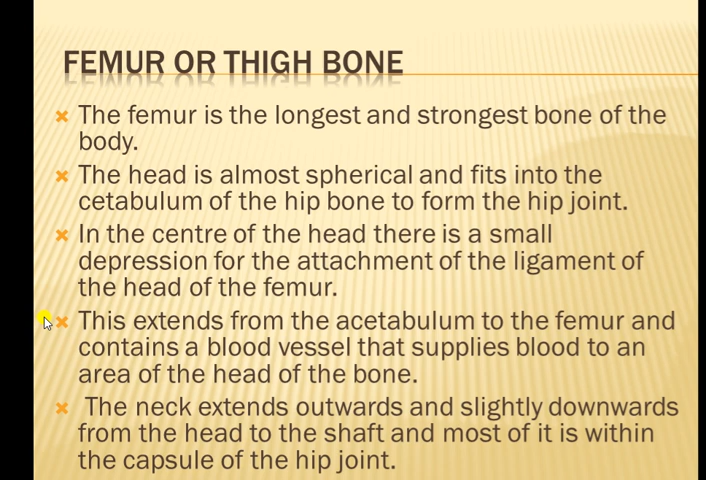 FEMUR OR THIGH BONE
The femur is the longest and strongest bone of the
body.
The head is almost spherical and fits into the
cetabulum of the hip bone to form the hip joint.
In the centre of the head there is a small
depression for the attachment of the ligament of
the head of the femur.
This extends from the acetabulum to the femur and
contains a blood vessel that supplies blood to an
area of the head of the bone.
The neck extends outwards and slightly downwards
from the head to the shaft and most of it is within
the capsule of the hip joint.